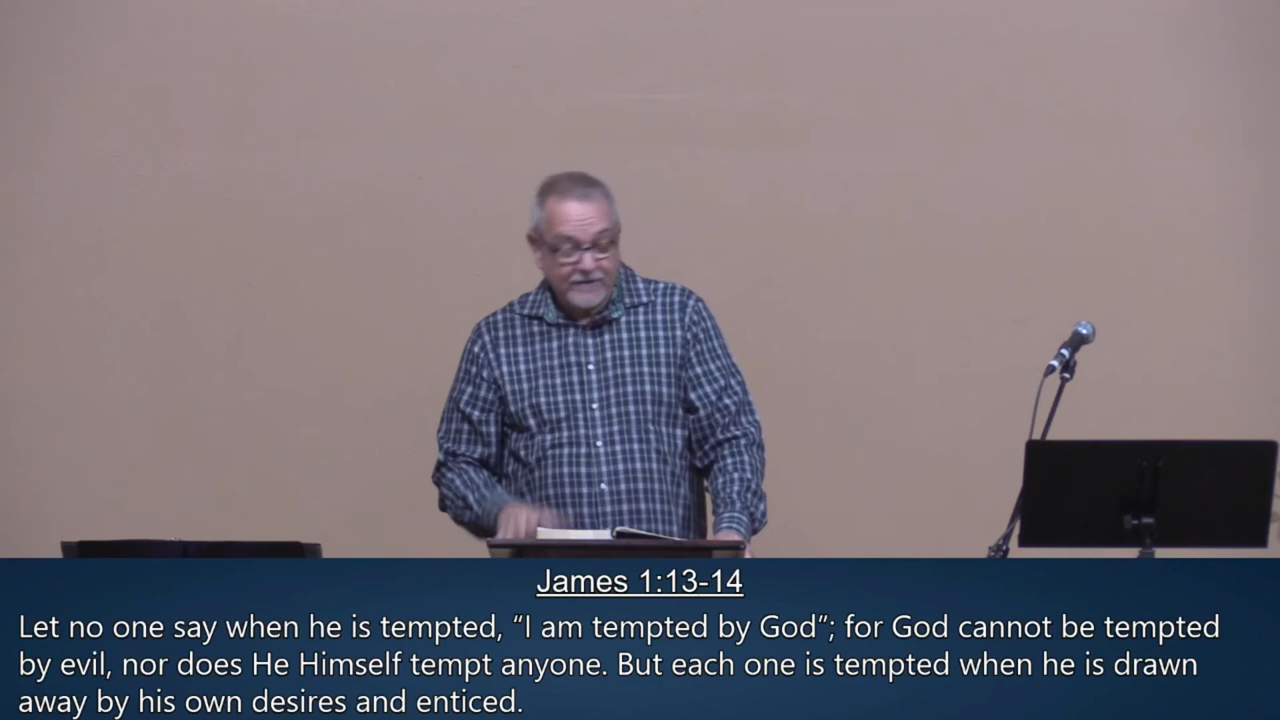 James 1:13-14
Let no one say when he is tempted, “I am tempted by God”; for God cannot be tempted
by evil, nor does He Himself tempt anyone. But each one is tempted when he is drawn
away by his own desires and enticed.